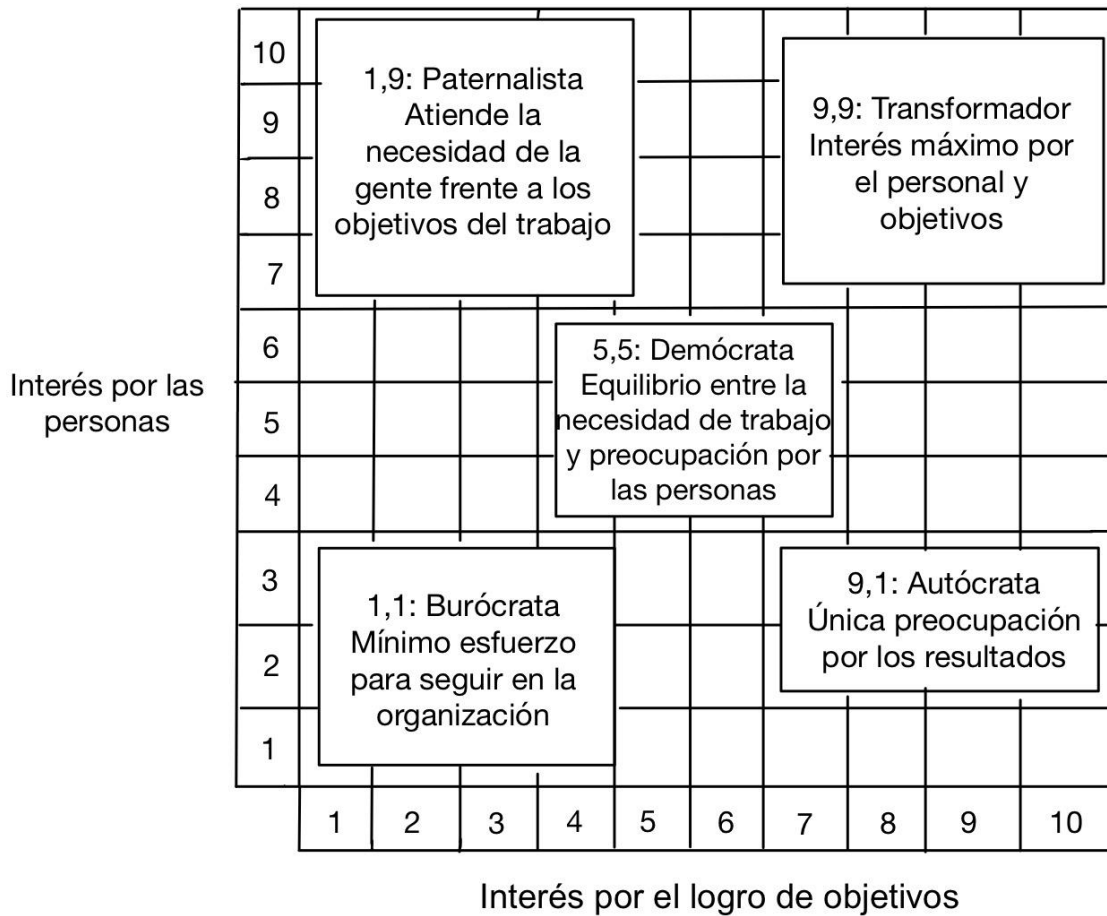 10
9
8
7
6
5
4
3
2
1
1,9: Paternalista
Atiende la
necesidad de la
gente frente a los
objetivos del trabajo
9,9: Transformador
Interés máximo por
el personal y
objetivos
Interés por las
personas
5,5: Demócrata
Equilibrio entre la
necesidad de trabajo
y preocupación por
las personas
1,1: Burócrata
Mínimo esfuerzo
para seguir en la
organización
9,1: Autócrata
Única preocupación
por los resultados
1 2 3 4 5 6 7 8 9 10
Interés por el logro de objetivos